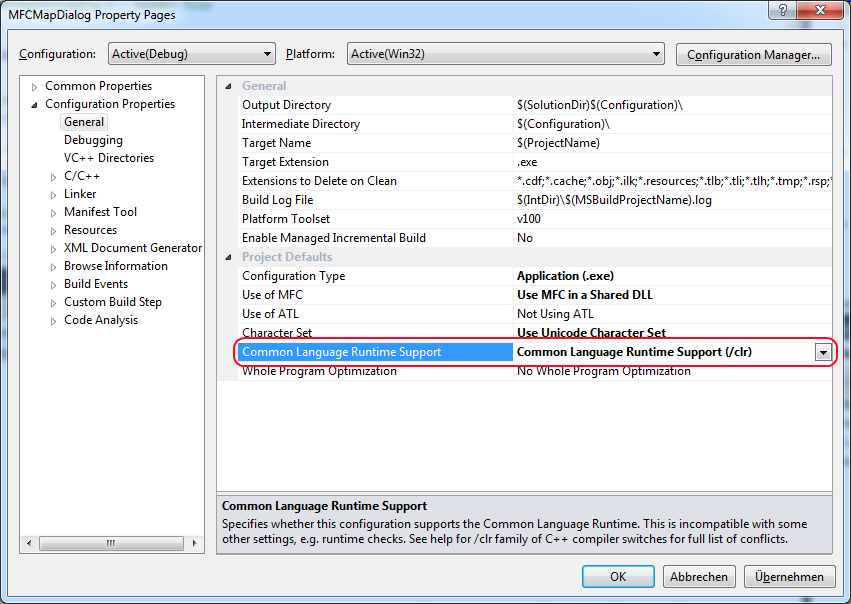 MFCMapDialog Property Pages
Configuration: Active(Debug) Platform: Active(Win32) Configuration Manager...
Common Properties
Configuration Properties
General
Debugging
VC++ Directories
C/C++
Linker
Manifest Tool
Resources
XML Document Generator
Browse Information
Build Events
Custom Build Step
Code Analysis
General
Output Directory $(SolutionDir)$(Configuration)\
Intermediate Directory $(Configuration)\
Target Name $(ProjectName)
Target Extension .exe
Extensions to Delete on Clean *.cdf;*.cache;*.obj;*.ilk;*.resources;*.tlb;*.tli;*.tlh;*.tmp;*.rsp;*
Build Log File $(IntDir)\$(MSBuildProjectName).log
Platform Toolset v100
Enable Managed Incremental Build No
Project Defaults
Configuration Type Application (.exe)
Use of MFC Use MFC in a Shared DLL
Use of ATL Not Using ATL
Character Set Use Unicode Character Set
Common Language Runtime Support Common Language Runtime Support (/clr)
Whole Program Optimization No Whole Program Optimization
Common Language Runtime Support
Specifies whether this configuration supports the Common Language Runtime. This is incompatible with some
other settings, e.g. runtime checks. See help for /clr family of C++ compiler switches for full list of conflicts.
OK Abbrechen Übernehmen